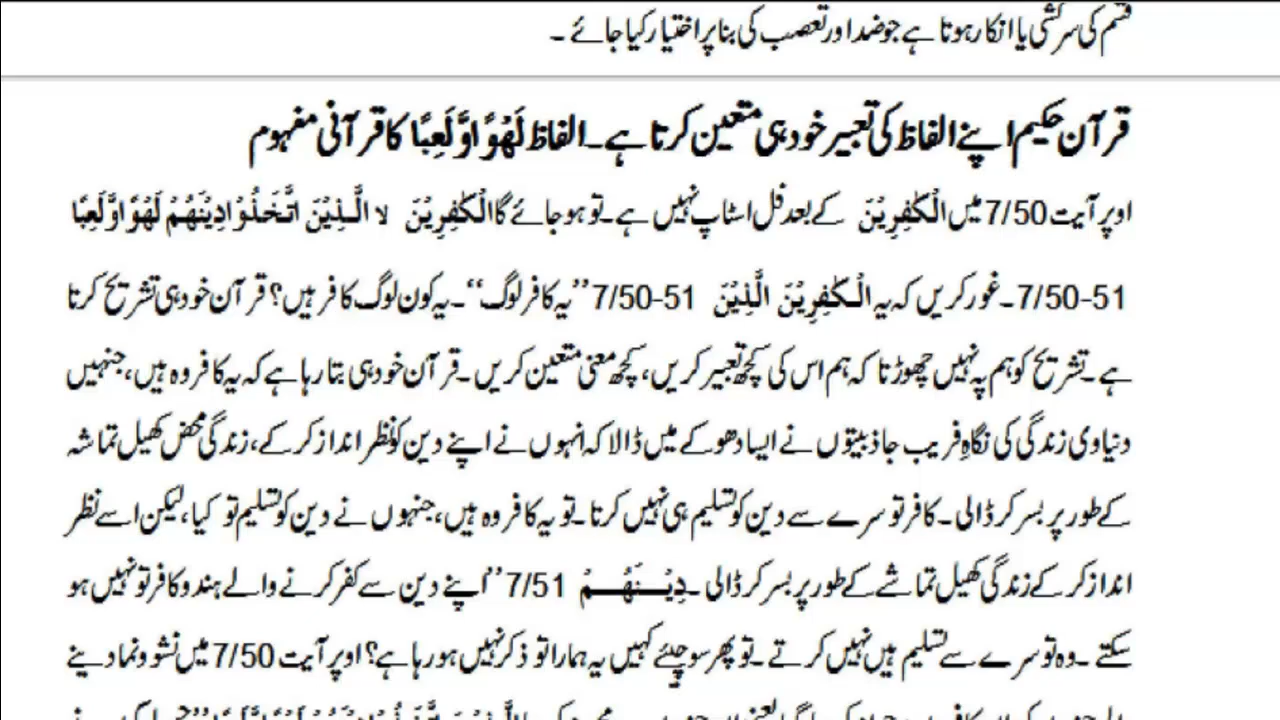 قسم کی سرکشی یا انکار ہوتا ہے جو ضد اور تعصب کی بنا پر اختیار کیا جائے ۔
قرآن حکیم اپنے الفاظ کی تعبیر خود ہی متعین کرتا ہے۔ الفاظ لَهْوًا وَّلَعِبًا کا قرآنی مفہوم
اوپر آیت 7/50 میں الْكٰفِرِيْنَ کے بعد فل اسٹاپ نہیں ہے۔ تو ہو جائے گا الْكٰفِرِيْنَ لا الَّذِيْنَ اتَّخَذُوْا دِيْنَهُمْ لَهْوًا وَّلَعِبًا
7/50-51۔ غور کریں کہ یہ الْكٰفِرِيْنَ الَّذِيْنَ 7/50-51 ’’یہ کافر لوگ‘‘۔ یہ کون لوگ کافر ہیں؟ قرآن خود ہی تشریح کرتا
ہے۔ تشریح کو ہم پہ نہیں چھوڑتا کہ ہم اس کی کچھ تعبیر کریں، کچھ معنی متعین کریں۔ قرآن خود ہی بتا رہا ہے کہ یہ کافر وہ ہیں، جنہیں
دنیاوی زندگی کی نگاہ فریب جاذبیتوں نے ایسا دھوکے میں ڈالا کہ انہوں نے اپنے دین کو نظر انداز کر کے، زندگی محض کھیل تماشہ
کے طور پر بسر کر ڈالی۔ کافر تو سرے سے دین کو تسلیم ہی نہیں کرتا۔ تو یہ کافر وہ ہیں، جنہوں نے دین کو تسلیم تو کیا، لیکن اسے نظر
انداز کر کے زندگی کھیل تماشے کے طور پر بسر کر ڈالی۔ دِيْنَهُمْ 7/51 ’’اپنے دین سے کفر کرنے والے ہندو کافر تو نہیں ہو
سکتے ۔ وہ تو سرے سے تسلیم ہیں نہیں کرتے ۔ تو پھر سوچیئے کہیں یہ ہمارا تو ذکر نہیں ہو رہا ہے؟ اوپر آیت 7/50 میں نشوونما دینے